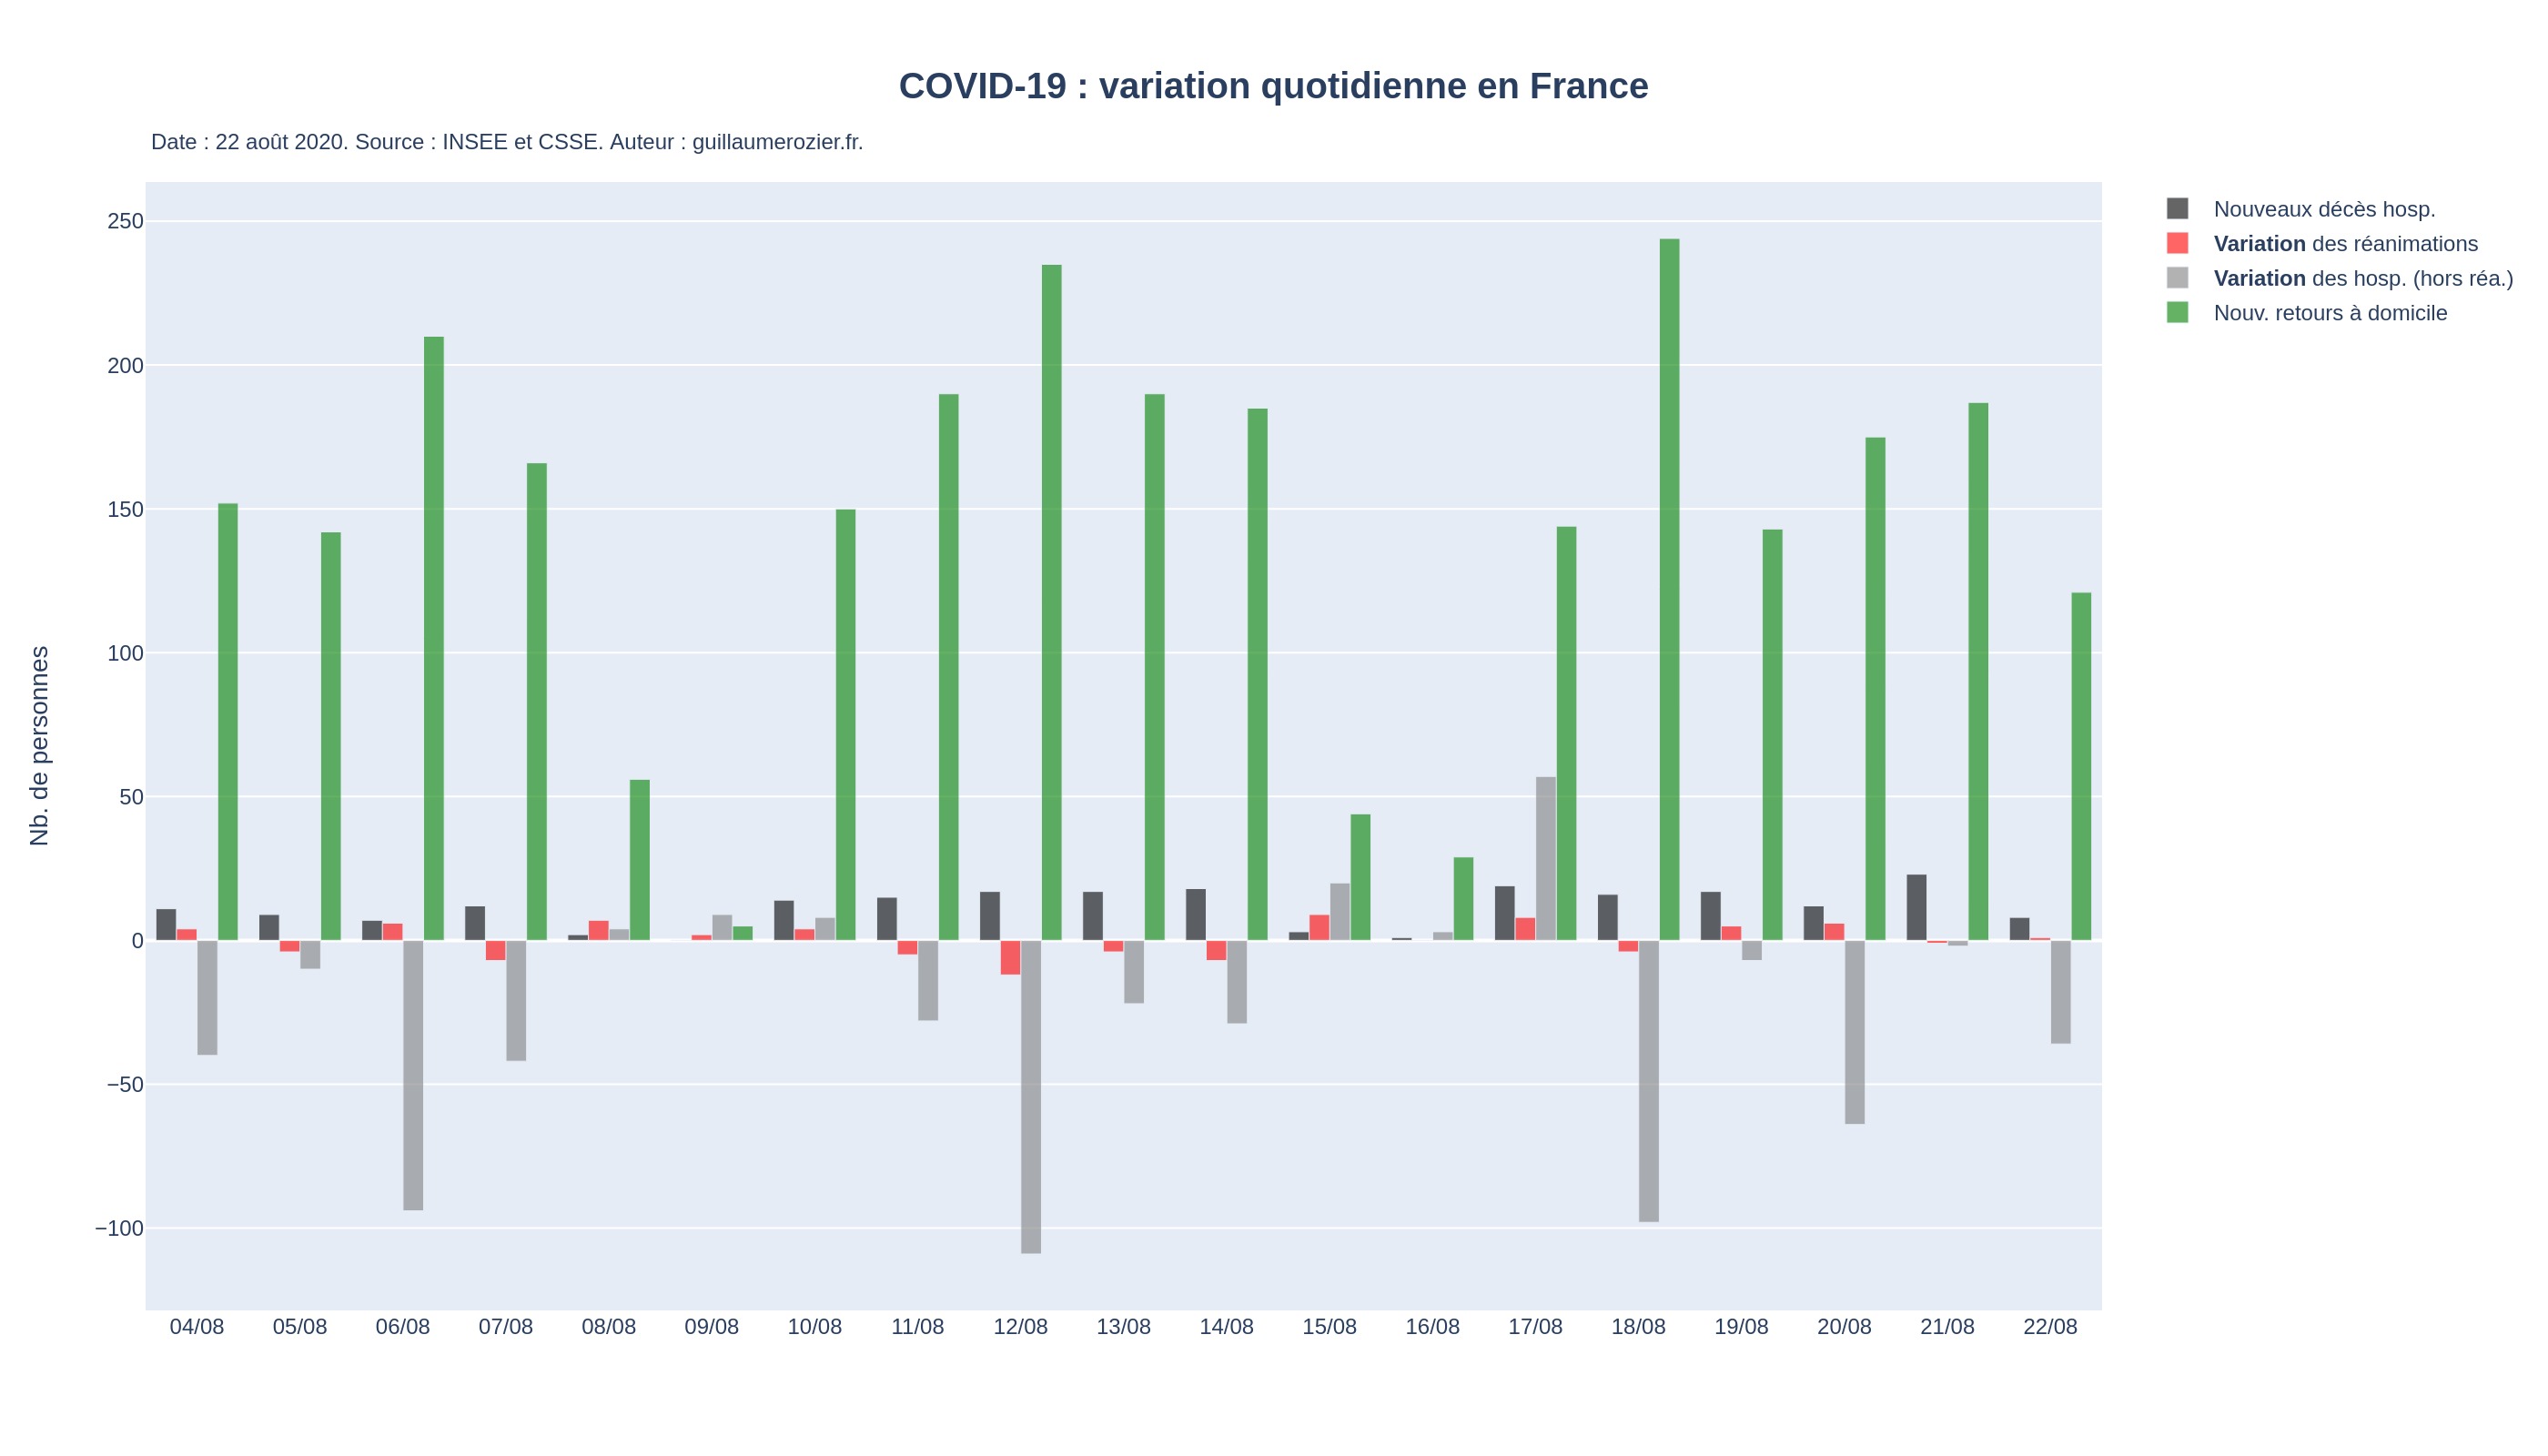 COVID-19 : variation quotidienne en France
Date : 22 août 2020. Source : INSEE et CSSE. Auteur : guillaumerozier.fr.
Nouveaux décès hosp.
Variation des réanimations
Variation des hosp. (hors réa.)
Nouv. retours à domicile
Nb. de personnes
250
200
150
100
50
0
−50
−100
04/08 05/08 06/08 07/08 08/08 09/08 10/08 11/08 12/08 13/08 14/08 15/08 16/08 17/08 18/08 19/08 20/08 21/08 22/08